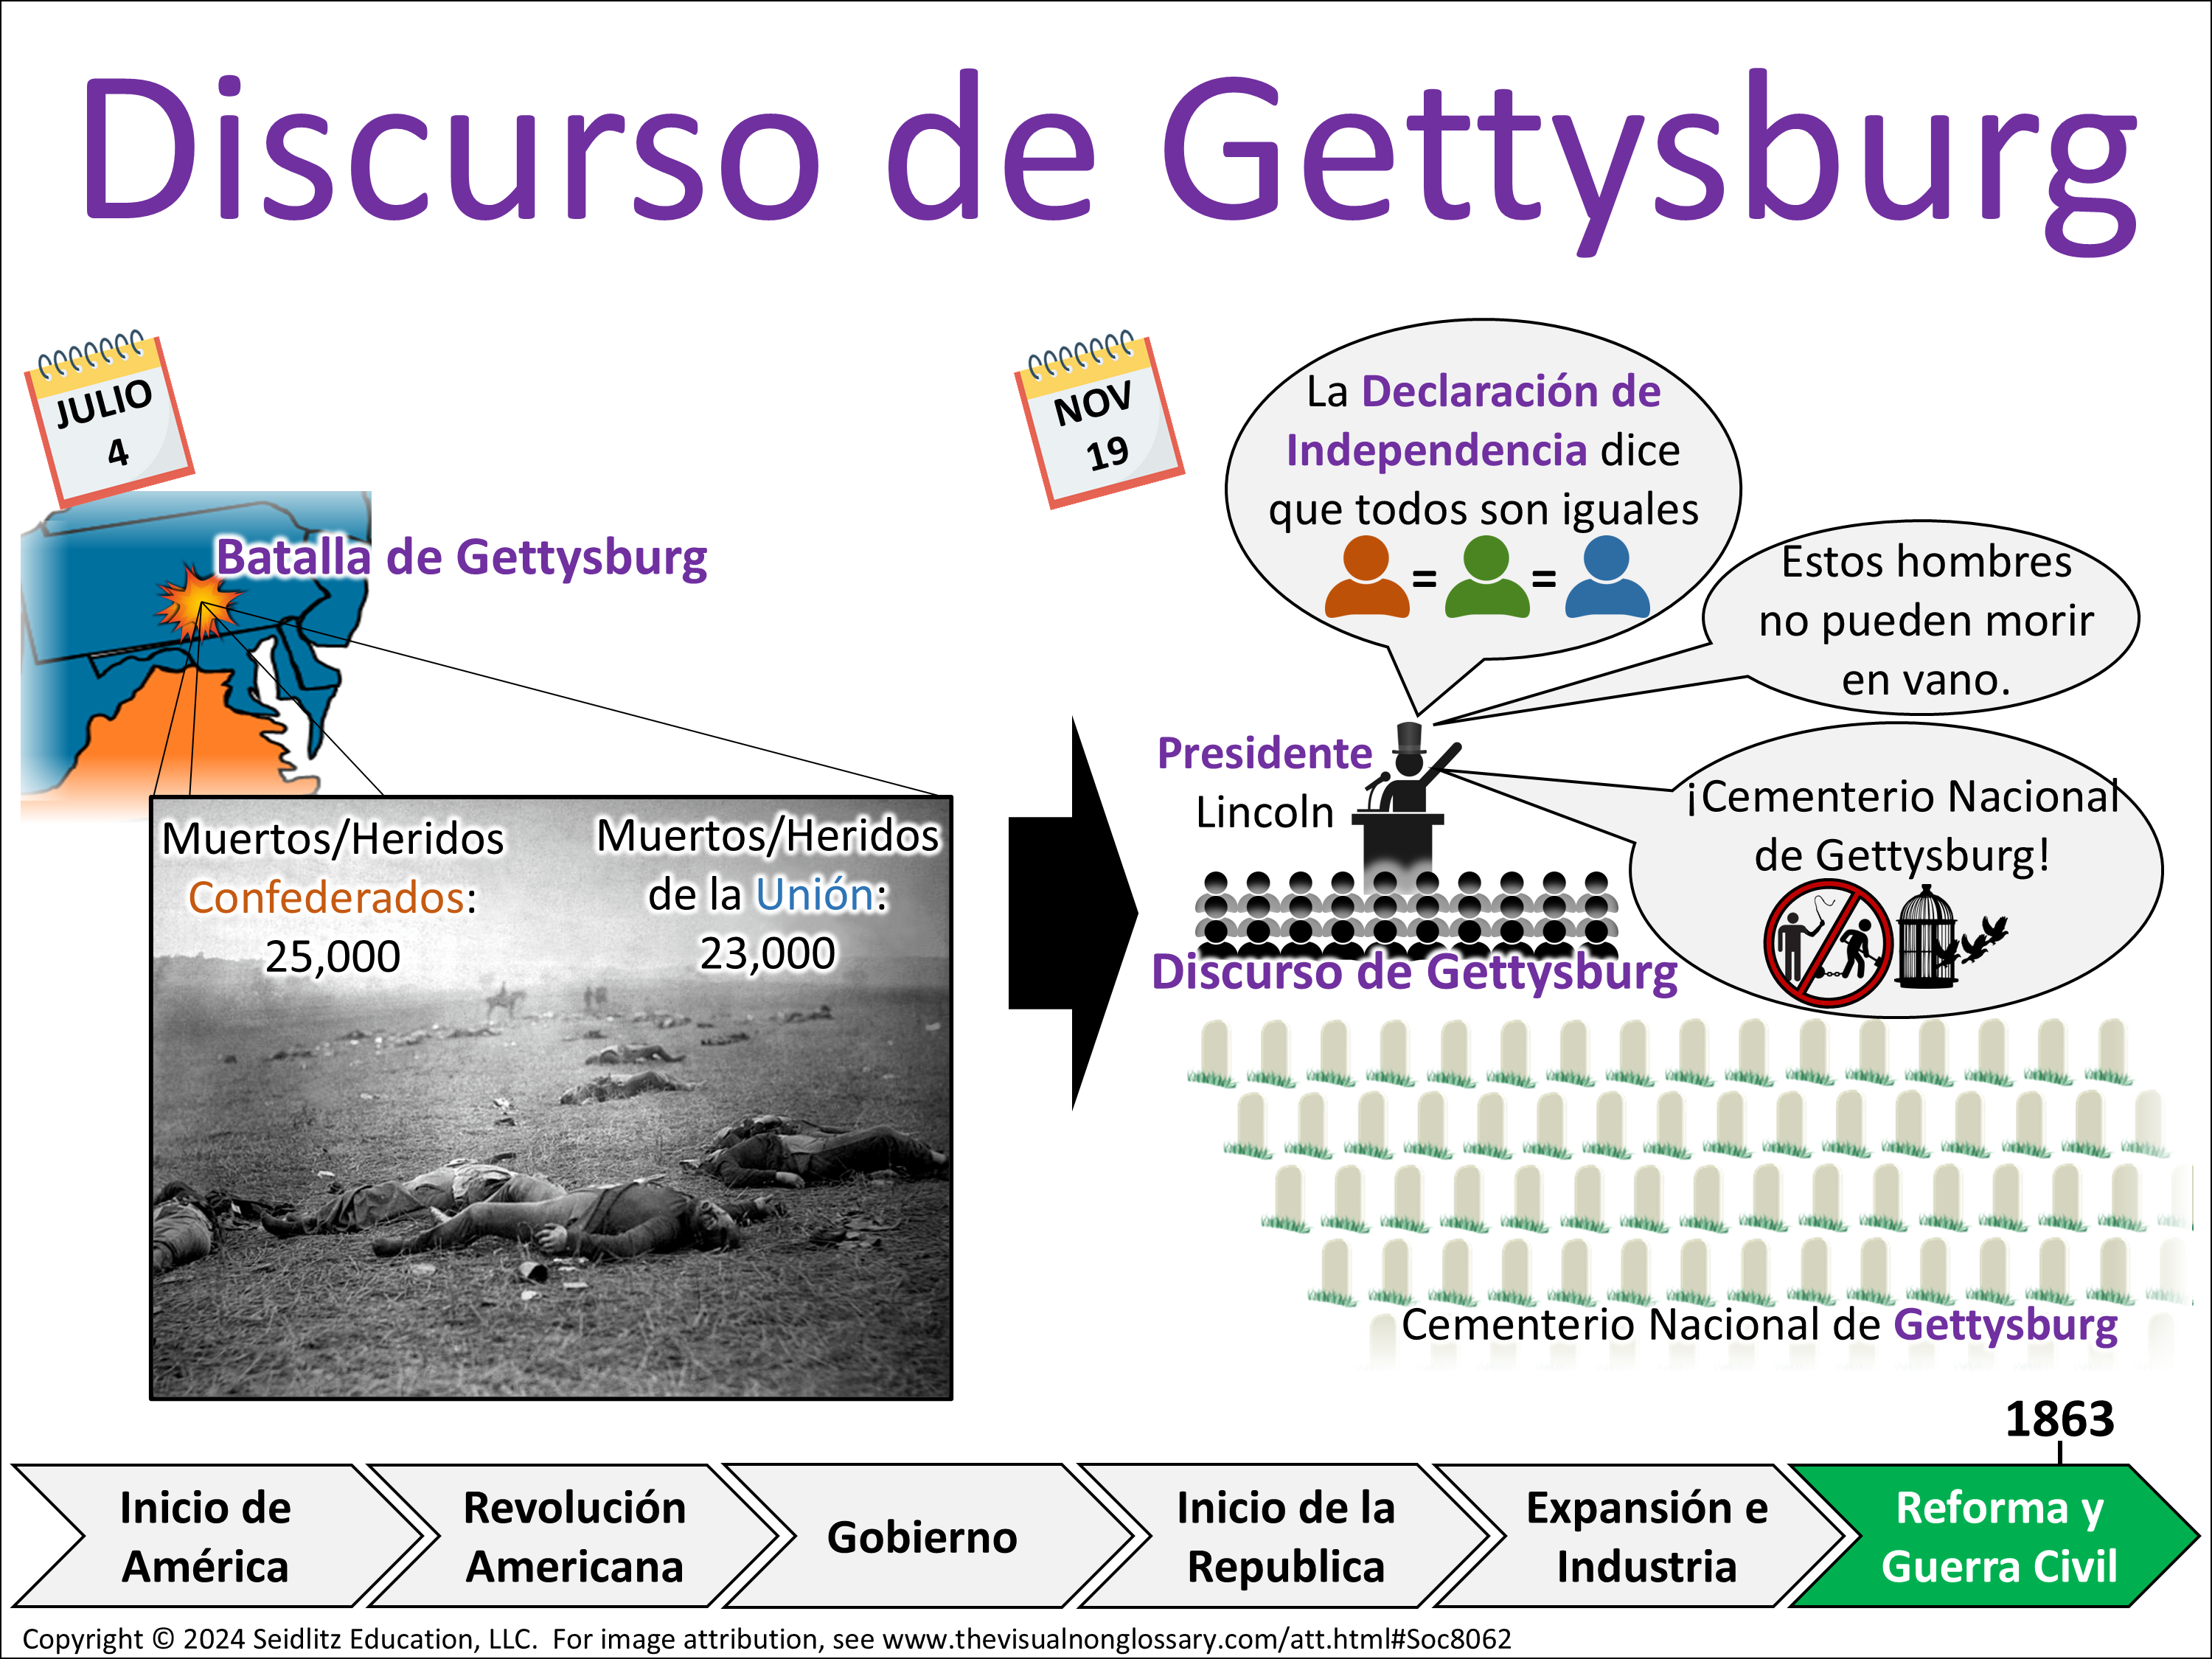 Discurso de Gettysburg
JULIO
4
Batalla de Gettysburg
Muertos/Heridos
Confederados:
25,000
Muertos/Heridos
de la Unión:
23,000
NOV
19
La Declaración de
Independencia dice
que todos son iguales
=
=
Estos hombres
no pueden morir
en vano.
Presidente
Lincoln
¡Cementerio Nacional
de Gettysburg!
Discurso de Gettysburg
Cementerio Nacional de Gettysburg
1863
Inicio de
América
Revolución
Americana
Gobierno
Inicio de la
Republica
Expansión e
Industria
Reforma y
Guerra Civil
Copyright © 2024 Seidlitz Education, LLC.  For image attribution, see www.thevisualnonglossary.com/att.html#Soc8062